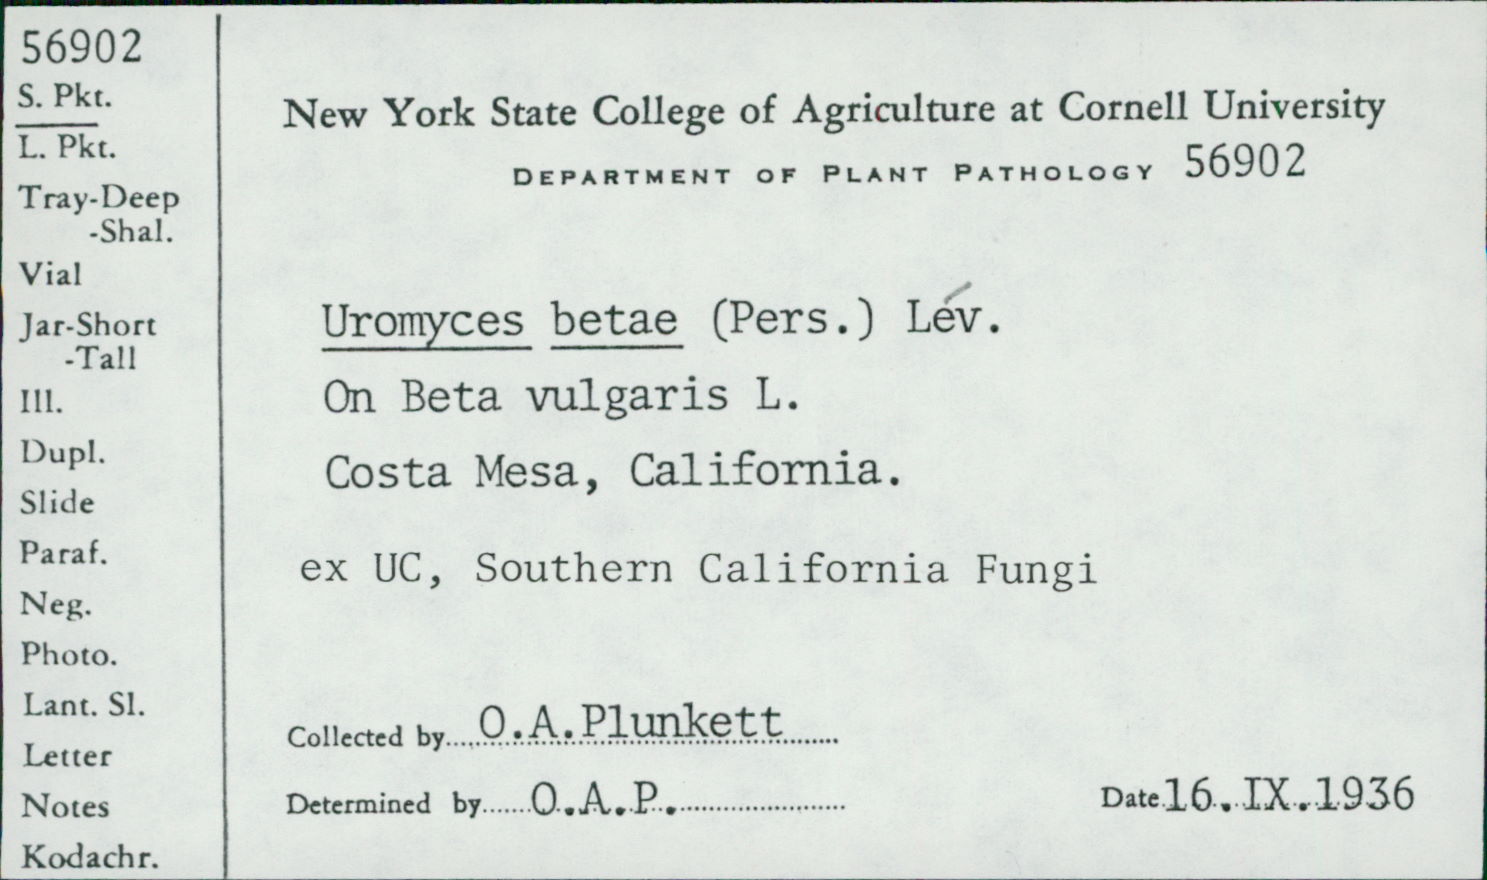 56902
S. Pkt.
L. Pkt.
Tray-Deep
-Shal.
Vial
Jar-Short
-Tall
Ill.
Dupl.
Slide
Paraf.
Neg.
Photo.
Lant. Sl.
Letter
Notes
Kodachr.
New York State College of Agriculture at Cornell University
DEPARTMENT OF PLANT PATHOLOGY 56902
Uromyces betae (Pers.) Lév.
On Beta vulgaris L.
Costa Mesa, California.
ex UC, Southern California Fungi
Collected by O.A.Plunkett
Determined by O.A.P.
Date 16.IX.1936